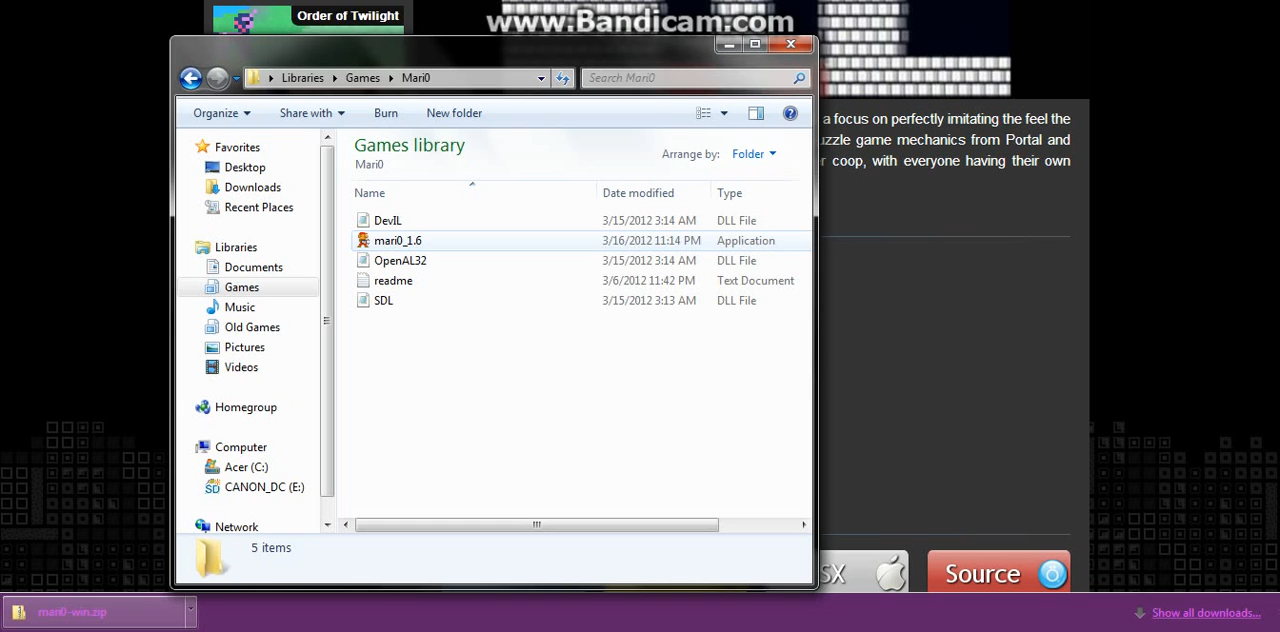 Order of Twilight
www.Bandicam.com
Libraries Games Mari0
Search Mari0
Organize Share with Burn New folder
a focus on perfectly imitating the feel the
uzzle game mechanics from Portal and
r coop, with everyone having their own
Favorites
Desktop
Downloads
Recent Places
Libraries
Documents
Games
Music
Old Games
Pictures
Videos
Homegroup
Computer
Acer (C:)
CANON_DC (E:)
Network
Games library
Mari0
Arrange by: Folder
Name Date modified Type
DevIL 3/15/2012 3:14 AM DLL File
mari0_1.6 3/16/2012 11:14 PM Application
OpenAL32 3/15/2012 3:14 AM DLL File
readme 3/6/2012 11:42 PM Text Document
SDL 3/15/2012 3:13 AM DLL File
5 items
SX
Source
mari0-win.zip
Show all downloads...